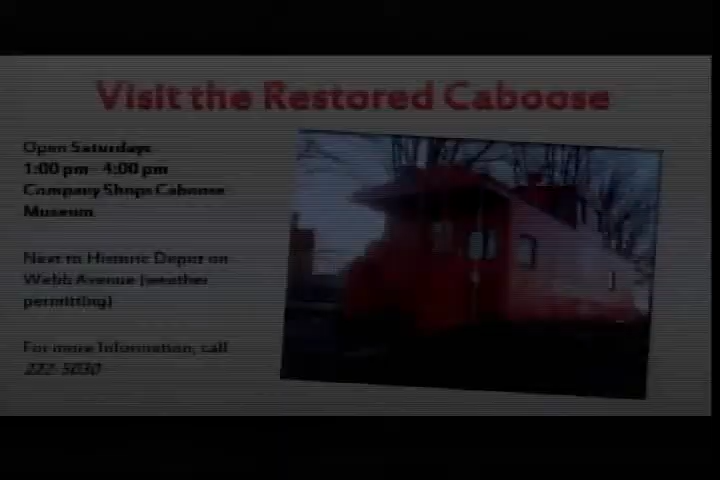 Visit the Restored Caboose
Open Saturdays
1:00 pm - 4:00 pm
Company Shops Caboose
Museum
Next to Historic Depot on
Webb Avenue (weather
permitting)
For more Information, call
222-5030